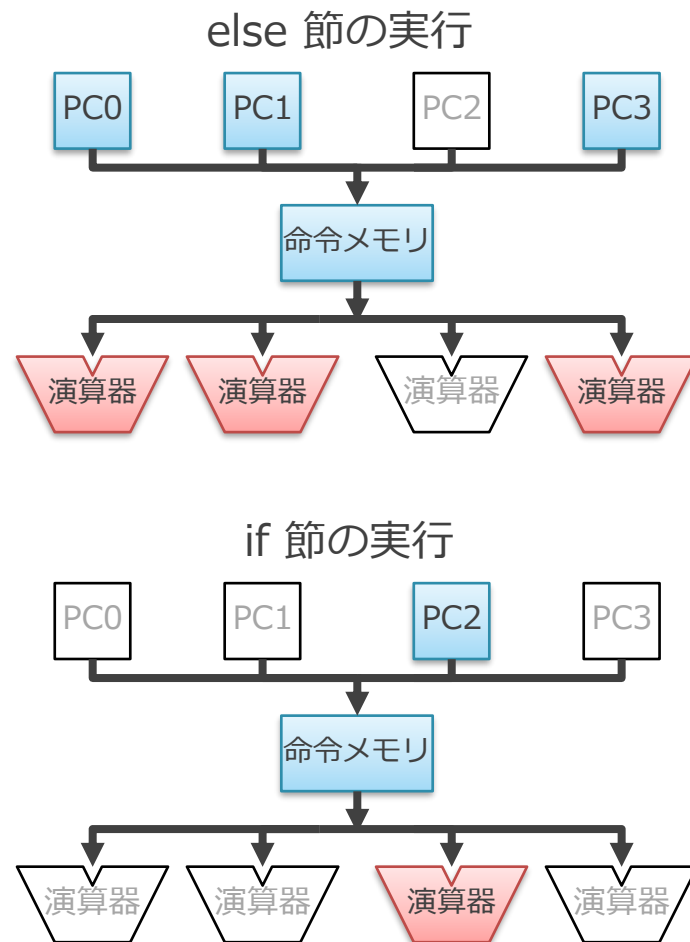 else 節の実行
PC0 PC1 PC2 PC3
命令メモリ
演算器 演算器 演算器 演算器
if 節の実行
PC0 PC1 PC2 PC3
命令メモリ
演算器 演算器 演算器 演算器